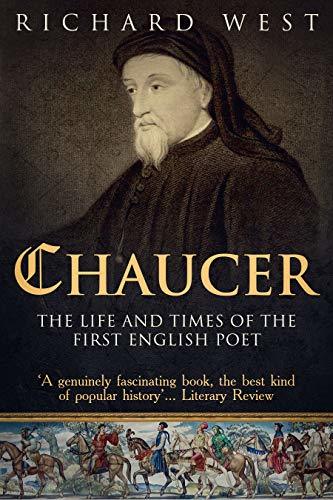 RICHARD WEST
CHAUCER
THE LIFE AND TIMES OF THE
FIRST ENGLISH POET
‘A genuinely fascinating book, the best kind
of popular history’... Literary Review